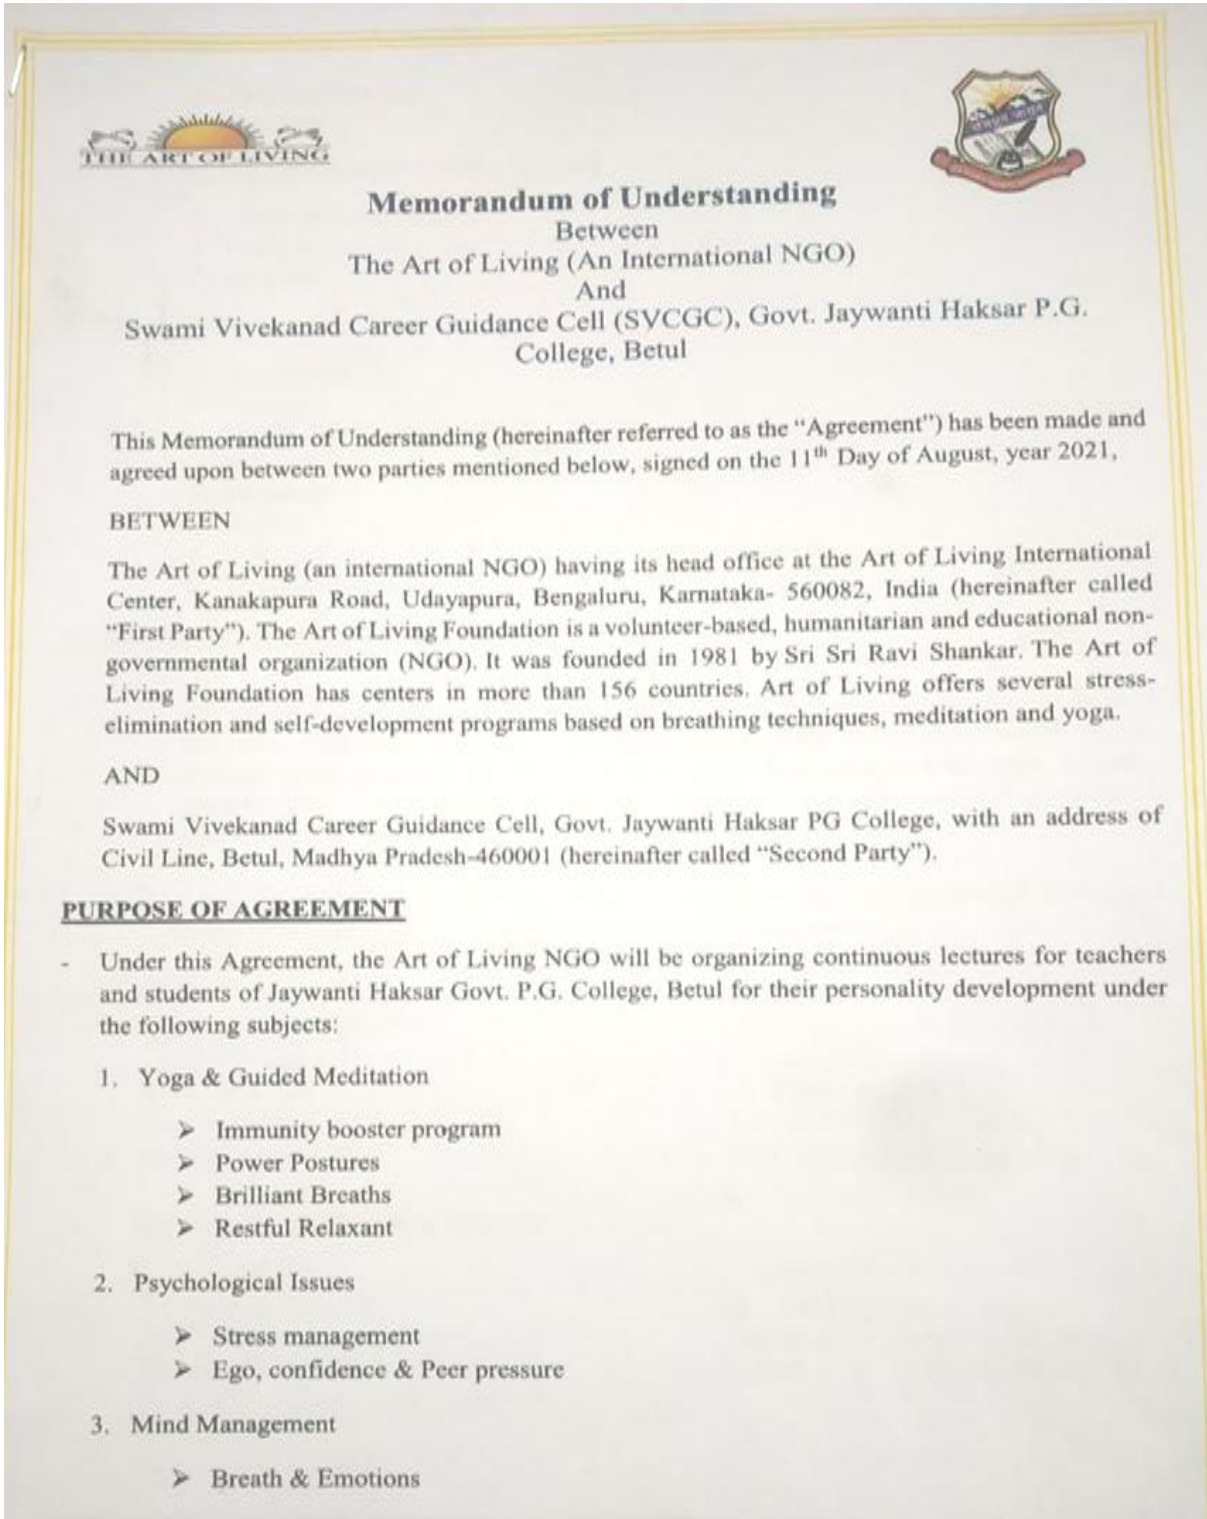 THE ART OF LIVING
Memorandum of Understanding
Between
The Art of Living (An International NGO)
And
Swami Vivekanad Career Guidance Cell (SVCGC), Govt. Jaywanti Haksar P.G.
College, Betul
This Memorandum of Understanding (hereinafter referred to as the “Agreement”) has been made and
agreed upon between two parties mentioned below, signed on the 11th Day of August, year 2021,
BETWEEN
The Art of Living (an international NGO) having its head office at the Art of Living International
Center, Kanakapura Road, Udayapura, Bengaluru, Karnataka- 560082, India (hereinafter called
“First Party”). The Art of Living Foundation is a volunteer-based, humanitarian and educational non-
governmental organization (NGO). It was founded in 1981 by Sri Sri Ravi Shankar. The Art of
Living Foundation has centers in more than 156 countries. Art of Living offers several stress-
elimination and self-development programs based on breathing techniques, meditation and yoga.
AND
Swami Vivekanad Career Guidance Cell, Govt. Jaywanti Haksar PG College, with an address of
Civil Line, Betul, Madhya Pradesh-460001 (hereinafter called “Second Party”).
PURPOSE OF AGREEMENT
- Under this Agreement, the Art of Living NGO will be organizing continuous lectures for teachers
and students of Jaywanti Haksar Govt. P.G. College, Betul for their personality development under
the following subjects:
1. Yoga & Guided Meditation
➢ Immunity booster program
➢ Power Postures
➢ Brilliant Breaths
➢ Restful Relaxant
2. Psychological Issues
➢ Stress management
➢ Ego, confidence & Peer pressure
3. Mind Management
➢ Breath & Emotions